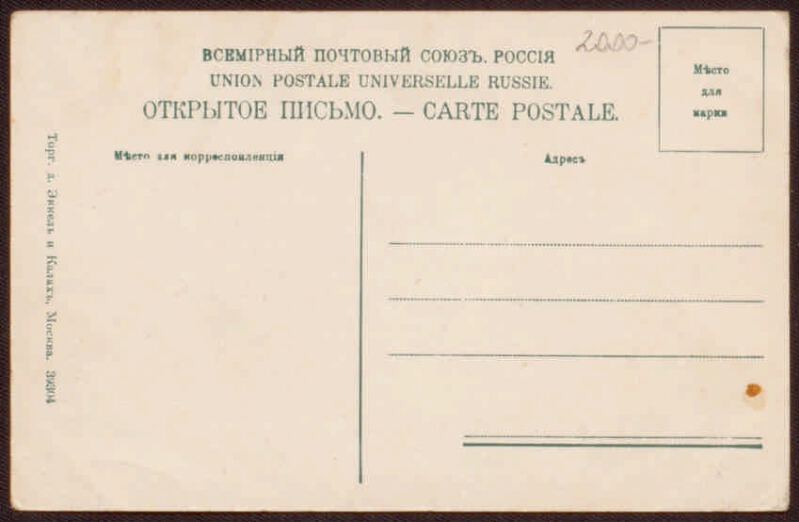 ВСЕМІРНЫЙ ПОЧТОВЫЙ СОЮЗЪ. РОССІЯ
UNION POSTALE UNIVERSELLE RUSSIE.
ОТКРЫТОЕ ПИСЬМО. — CARTE POSTALE.
2000-
Мѣсто
для
марки
Мѣсто для корреспонденціи
Адресъ
Торг. д. Эккель и Калахъ, Москва. 39304